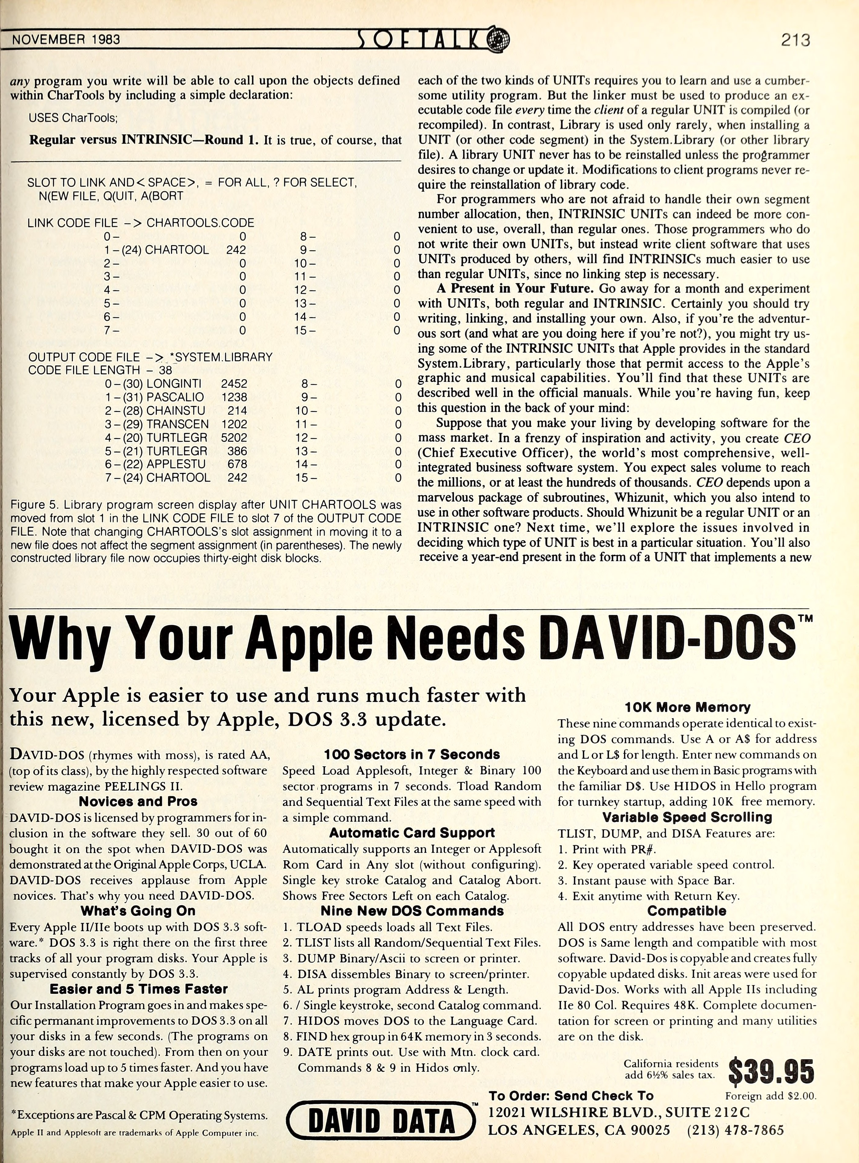 NOVEMBER 1983
SOFTALK
213
any program you write will be able to call upon the objects defined
within CharTools by including a simple declaration:
USES CharTools;
Regular versus INTRINSIC—Round 1. It is true, of course, that
SLOT TO LINK AND< SPACE>, = FOR ALL, ? FOR SELECT,
N(EW FILE, Q(UIT, A(BORT
LINK CODE FILE –> CHARTOOLS.CODE
0– 0 8– 0
1–(24) CHARTOOL 242 9– 0
2– 0 10– 0
3– 0 11– 0
4– 0 12– 0
5– 0 13– 0
6– 0 14– 0
7– 0 15– 0
OUTPUT CODE FILE –> *SYSTEM.LIBRARY
CODE FILE LENGTH – 38
0–(30) LONGINTI 2452 8– 0
1–(31) PASCALIO 1238 9– 0
2–(28) CHAINSTU 214 10– 0
3–(29) TRANSCEN 1202 11– 0
4–(20) TURTLEGR 5202 12– 0
5–(21) TURTLEGR 386 13– 0
6–(22) APPLESTU 678 14– 0
7–(24) CHARTOOL 242 15– 0
Figure 5. Library program screen display after UNIT CHARTOOLS was
moved from slot 1 in the LINK CODE FILE to slot 7 of the OUTPUT CODE
FILE. Note that changing CHARTOOLS's slot assignment in moving it to a
new file does not affect the segment assignment (in parentheses). The newly
constructed library file now occupies thirty-eight disk blocks.
each of the two kinds of UNITs requires you to learn and use a cumber-
some utility program. But the linker must be used to produce an ex-
ecutable code file every time the client of a regular UNIT is compiled (or
recompiled). In contrast, Library is used only rarely, when installing a
UNIT (or other code segment) in the System.Library (or other library
file). A library UNIT never has to be reinstalled unless the programmer
desires to change or update it. Modifications to client programs never re-
quire the reinstallation of library code.
For programmers who are not afraid to handle their own segment
number allocation, then, INTRINSIC UNITs can indeed be more con-
venient to use, overall, than regular ones. Those programmers who do
not write their own UNITs, but instead write client software that uses
UNITs produced by others, will find INTRINSICs much easier to use
than regular UNITs, since no linking step is necessary.
A Present in Your Future. Go away for a month and experiment
with UNITs, both regular and INTRINSIC. Certainly you should try
writing, linking, and installing your own. Also, if you're the adventur-
ous sort (and what are you doing here if you're not?), you might try us-
ing some of the INTRINSIC UNITs that Apple provides in the standard
System.Library, particularly those that permit access to the Apple's
graphic and musical capabilities. You'll find that these UNITs are
described well in the official manuals. While you're having fun, keep
this question in the back of your mind:
Suppose that you make your living by developing software for the
mass market. In a frenzy of inspiration and activity, you create CEO
(Chief Executive Officer), the world's most comprehensive, well-
integrated business software system. You expect sales volume to reach
the millions, or at least the hundreds of thousands. CEO depends upon a
marvelous package of subroutines, Whizunit, which you also intend to
use in other software products. Should Whizunit be a regular UNIT or an
INTRINSIC one? Next time, we'll explore the issues involved in
deciding which type of UNIT is best in a particular situation. You'll also
receive a year-end present in the form of a UNIT that implements a new
Why Your Apple Needs DAVID-DOS™
Your Apple is easier to use and runs much faster with
this new, licensed by Apple, DOS 3.3 update.
DAVID-DOS (rhymes with moss), is rated AA,
(top of its class), by the highly respected software
review magazine PEELINGS II.
Novices and Pros
DAVID-DOS is licensed by programmers for in-
clusion in the software they sell. 30 out of 60
bought it on the spot when DAVID-DOS was
demonstrated at the Original Apple Corps, UCLA.
DAVID-DOS receives applause from Apple
novices. That's why you need DAVID-DOS.
What's Going On
Every Apple II/IIe boots up with DOS 3.3 soft-
ware.* DOS 3.3 is right there on the first three
tracks of all your program disks. Your Apple is
supervised constantly by DOS 3.3.
Easier and 5 Times Faster
Our Installation Program goes in and makes spe-
cific permanant improvements to DOS 3.3 on all
your disks in a few seconds. (The programs on
your disks are not touched). From then on your
programs load up to 5 times faster. And you have
new features that make your Apple easier to use.
*Exceptions are Pascal & CPM Operating Systems.
Apple II and Applesoft are trademarks of Apple Computer inc.
100 Sectors in 7 Seconds
Speed Load Applesoft, Integer & Binary 100
sector programs in 7 seconds. Tload Random
and Sequential Text Files at the same speed with
a simple command.
Automatic Card Support
Automatically supports an Integer or Applesoft
Rom Card in Any slot (without configuring).
Single key stroke Catalog and Catalog Abort.
Shows Free Sectors Left on each Catalog.
Nine New DOS Commands
1. TLOAD speeds loads all Text Files.
2. TLIST lists all Random/Sequential Text Files.
3. DUMP Binary/Ascii to screen or printer.
4. DISA dissembles Binary to screen/printer.
5. AL prints program Address & Length.
6. / Single keystroke, second Catalog command.
7. HIDOS moves DOS to the Language Card.
8. FIND hex group in 64K memory in 3 seconds.
9. DATE prints out. Use with Mtn. clock card.
Commands 8 & 9 in Hidos only.
10K More Memory
These nine commands operate identical to exist-
ing DOS commands. Use A or A$ for address
and L or L$ for length. Enter new commands on
the Keyboard and use them in Basic programs with
the familiar D$. Use HIDOS in Hello program
for turnkey startup, adding 10K free memory.
Variable Speed Scrolling
TLIST, DUMP, and DISA Features are:
1. Print with PR#.
2. Key operated variable speed control.
3. Instant pause with Space Bar.
4. Exit anytime with Return Key.
Compatible
All DOS entry addresses have been preserved.
DOS is Same length and compatible with most
software. David-Dos is copyable and creates fully
copyable updated disks. Init areas were used for
David-Dos. Works with all Apple IIs including
IIe 80 Col. Requires 48K. Complete documen-
tation for screen or printing and many utilities
are on the disk.
California residents
add 6½% sales tax.
$39.95
Foreign add $2.00.
DAVID DATA™
To Order: Send Check To
12021 WILSHIRE BLVD., SUITE 212C
LOS ANGELES, CA 90025 (213) 478-7865